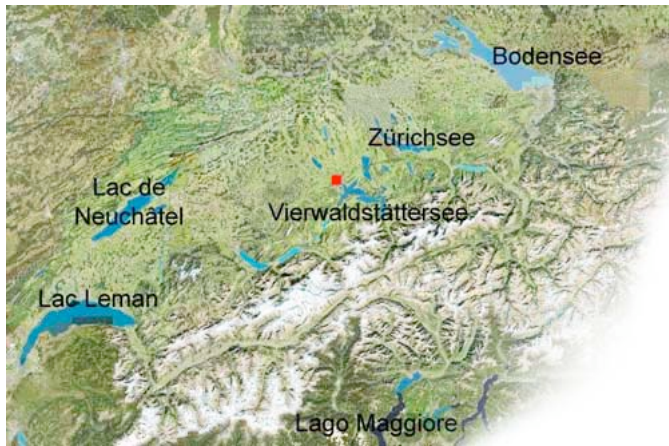 Bodensee
Zürichsee
Lac de
Neuchâtel
Vierwaldstättersee
Lac Leman
Lago Maggiore